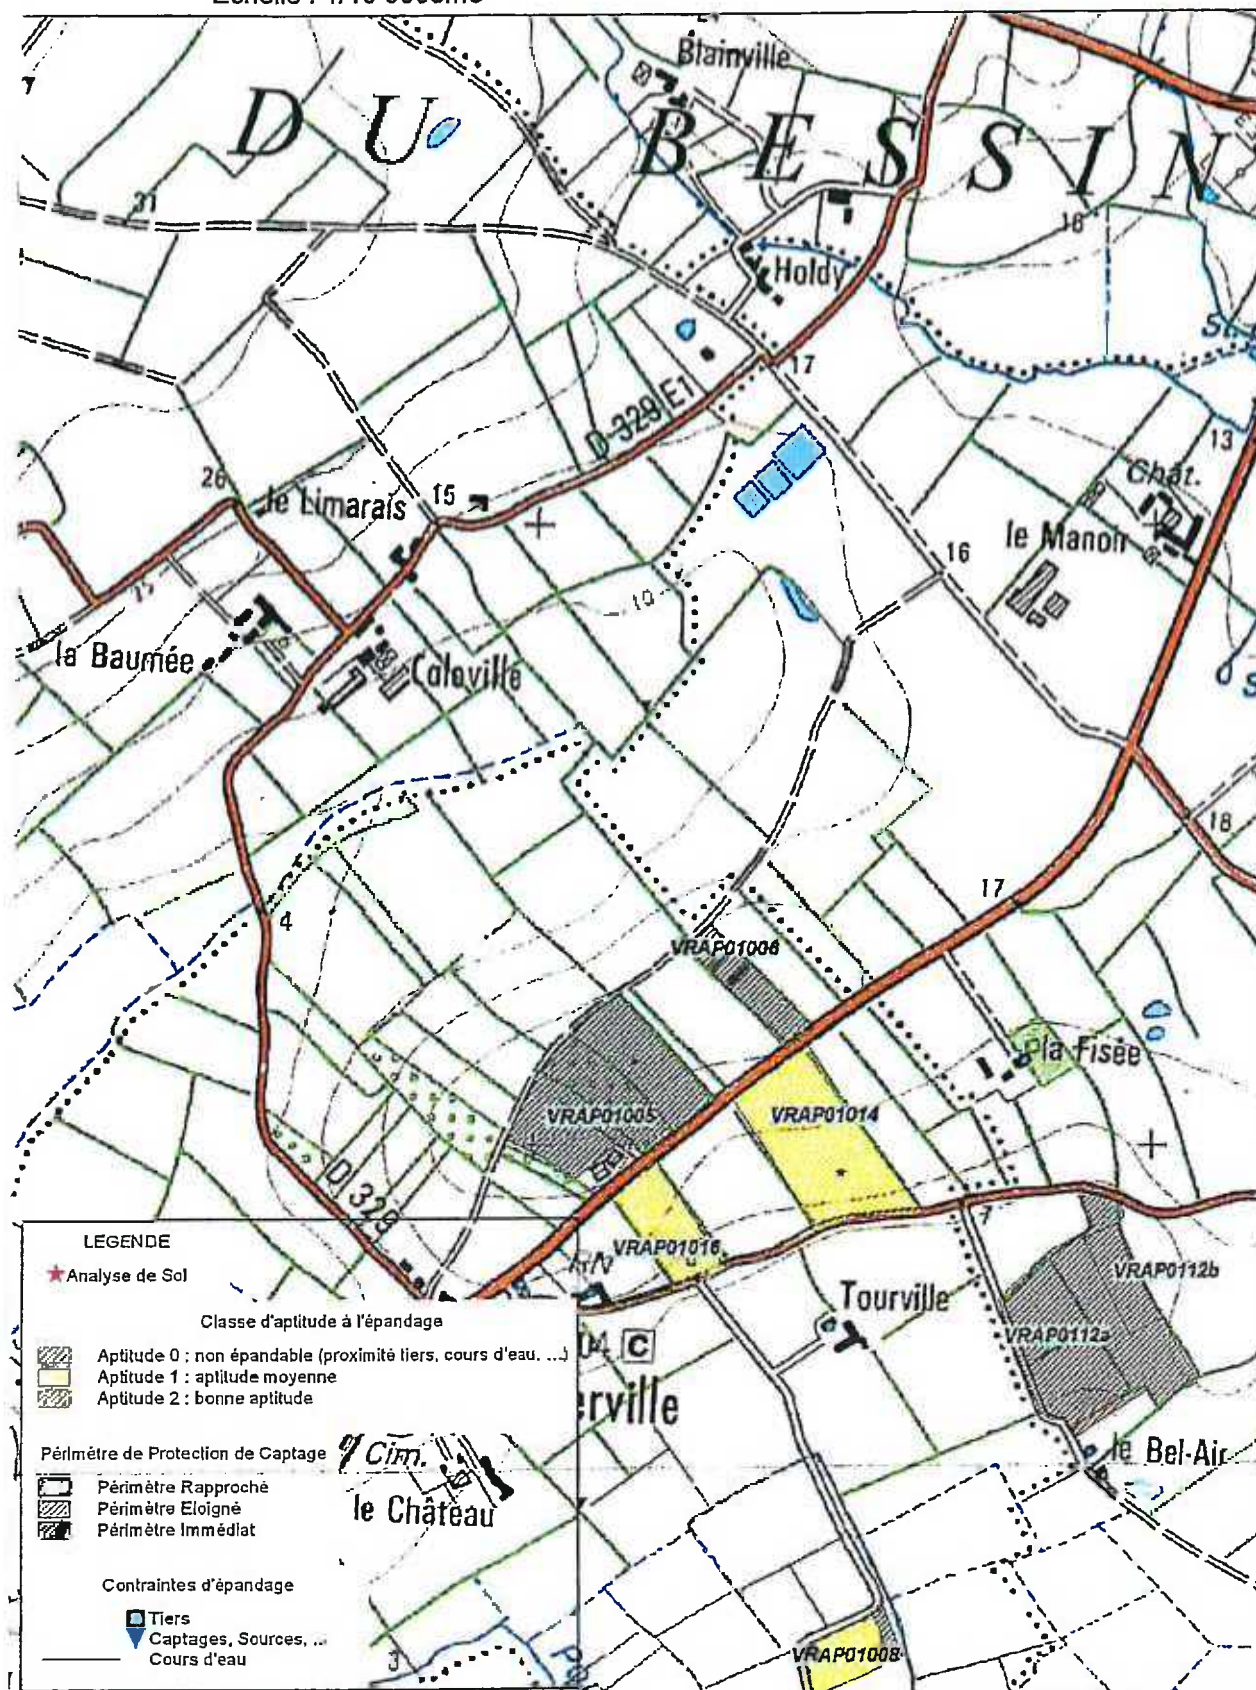 Blainville
DU BESSIN
31
16
Holdy
17
D 329 E1
13
Chât.
26
le Limarais
15
le Manoir
16
10
la Baumée
Caloville
18
17
4
VRAP01006
la Fisée
VRAP01005
VRAP01014
D 329
7
VRAP01016
VRAP0112b
Tourville
VRAP0112a
C
erville
le Bel-Air
LEGENDE
Analyse de Sol
Classe d'aptitude à l'épandage
Aptitude 0 : non épandable (proximité tiers, cours d'eau, ...)
Aptitude 1 : aptitude moyenne
Aptitude 2 : bonne aptitude
Périmètre de Protection de Captage
Cim.
Périmètre Rapproché
Périmètre Eloigné
le Château
Périmètre Immédiat
Contraintes d'épandage
Tiers
Captages, Sources, ...
Cours d'eau
3
VRAP01008